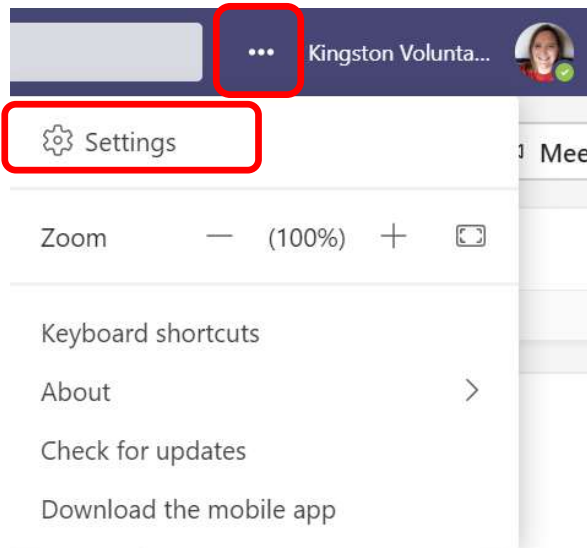 ... Kingston Volunta...
Settings
Mee
Zoom — (100%) +
Keyboard shortcuts
About >
Check for updates
Download the mobile app